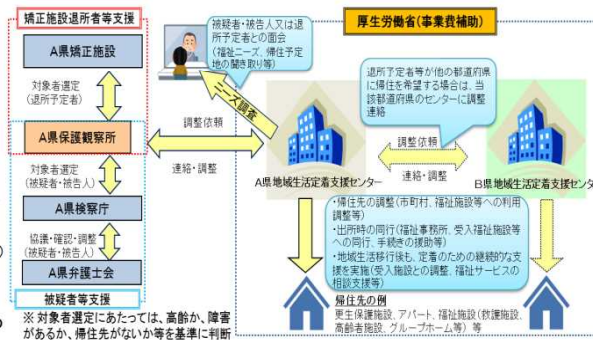 矯正施設退所者等支援
A県矯正施設
対象者選定
(退所予定者)
A県保護観察所
対象者選定
(被疑者・被告人)
A県検察庁
協議・確認・調整
(被疑者・被告人)
A県弁護士会
被疑者等支援
※ 対象者選定にあたっては、高齢か、障害
があるか、帰住先がないか等を基準に判断
被疑者・被告人又は退
所予定者との面会
(福祉ニーズ、帰住予定
地の聞き取り等)
ニーズ調査
調整依頼
連絡・調整
厚生労働省(事業費補助)
退所予定者等が他の都道府県
に帰住を希望する場合は、当
該都道府県のセンターに調整
連絡
調整依頼
連絡・調整
A県地域生活定着支援センター
B県地域生活定着支援センター
・帰住先の調整(市町村、福祉施設等への利用
調整等)
・出所時の同行(福祉事務所、受入福祉施設等
への同行、手続きの援助等)
・地域生活移行後も、定着のための継続的な支
援を実施(受入施設との調整、福祉サービスの
相談支援等)
帰住先の例
更生保護施設、アパート、福祉施設(救護施設、
高齢者施設、グループホーム等) 等